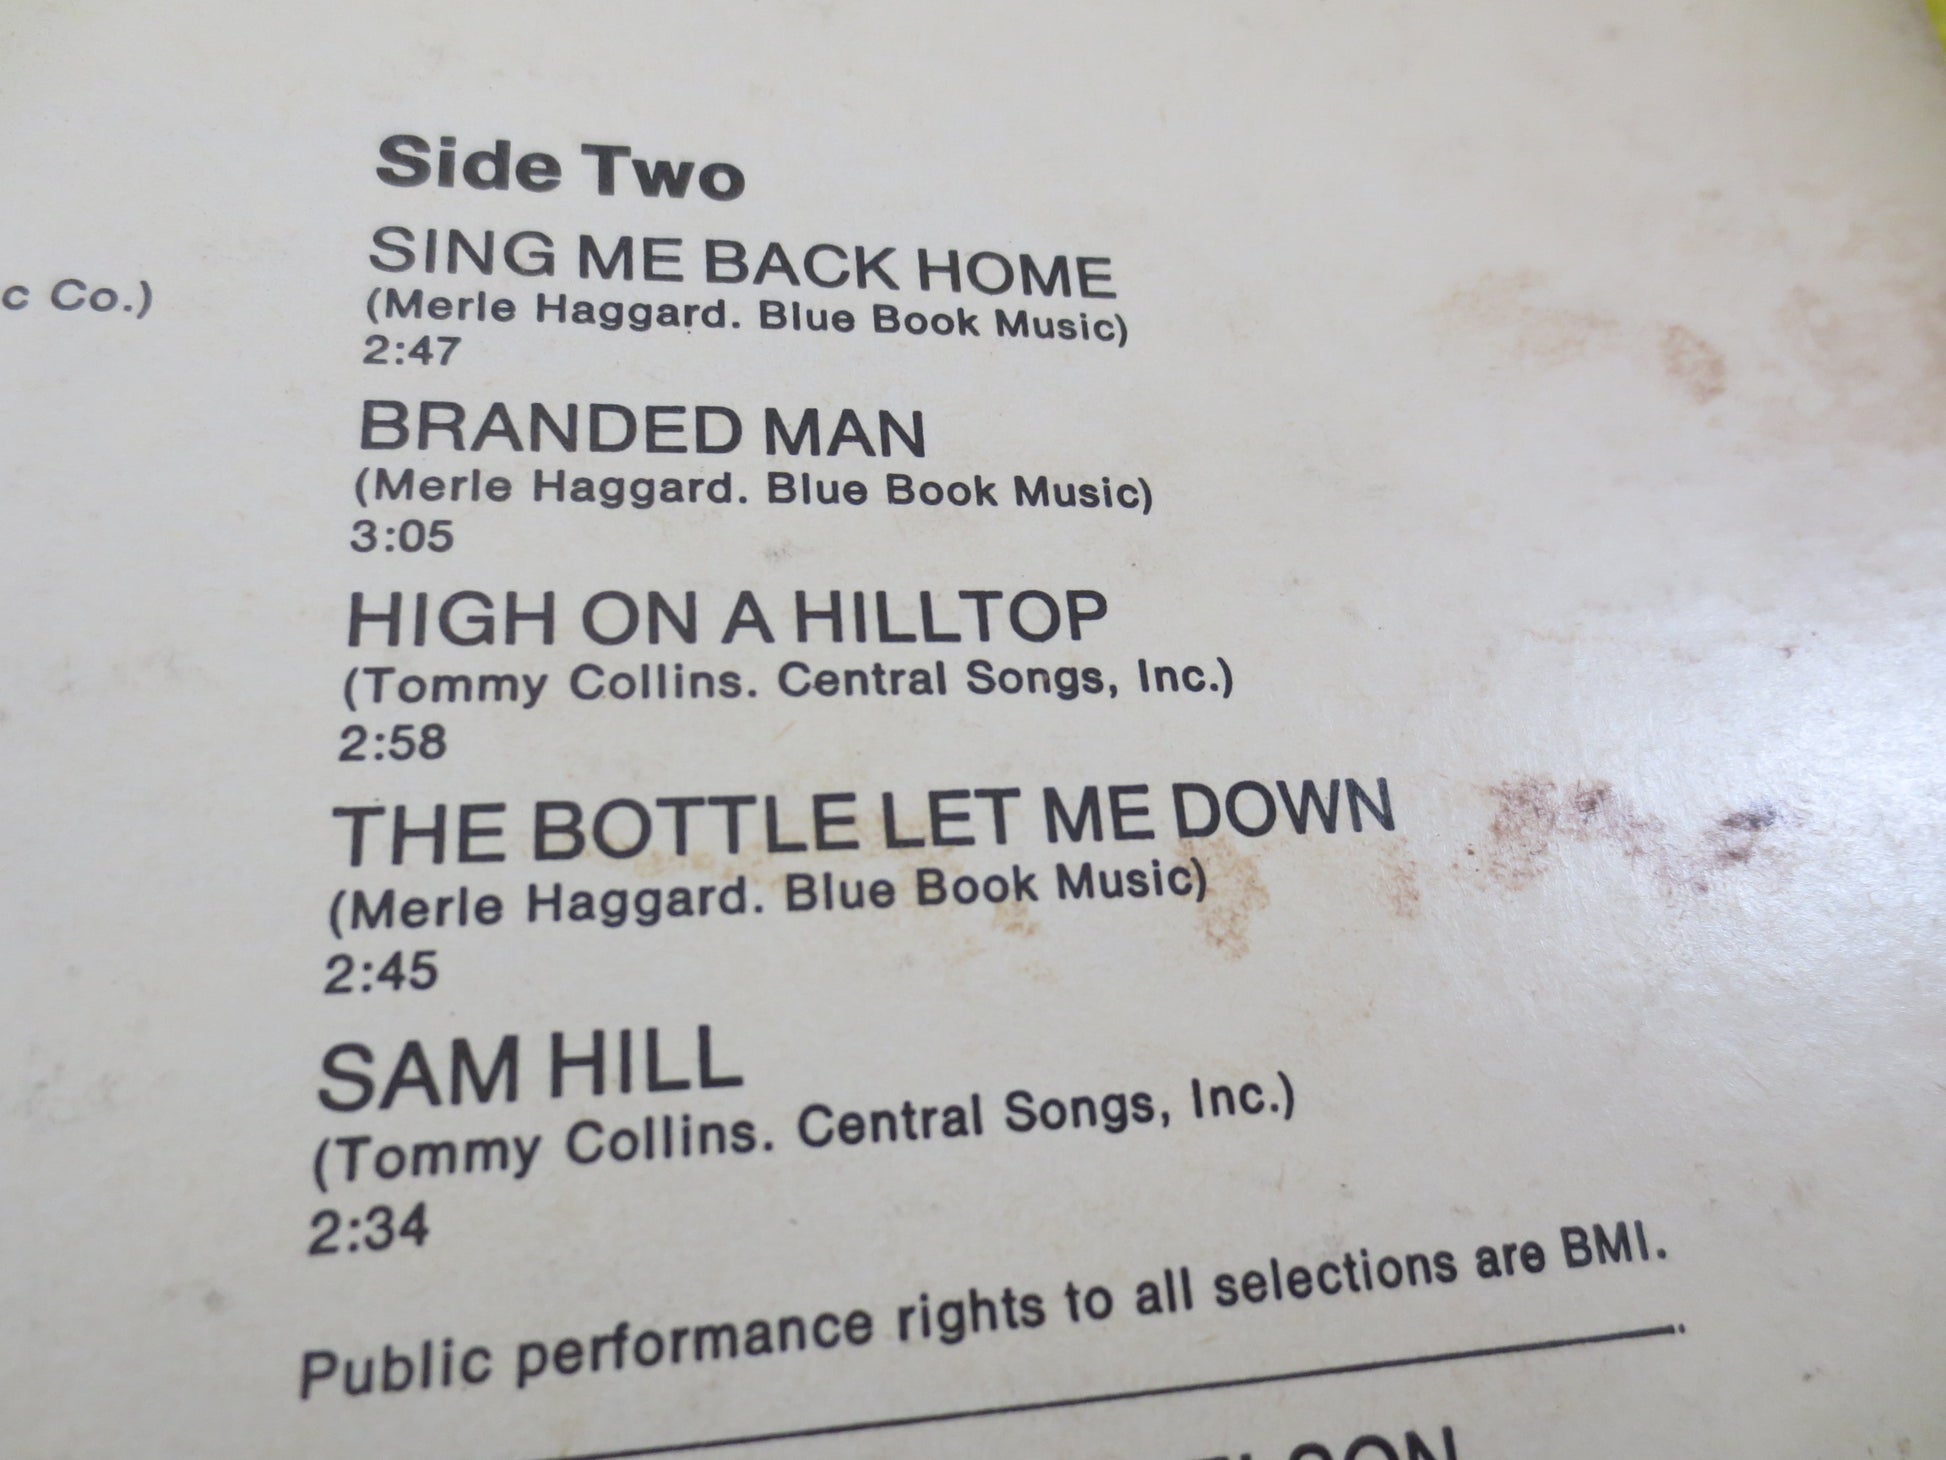 c Co.)
Side Two
SING ME BACK HOME
(Merle Haggard. Blue Book Music)
2:47
BRANDED MAN
(Merle Haggard. Blue Book Music)
3:05
HIGH ON A HILLTOP
(Tommy Collins. Central Songs, Inc.)
2:58
THE BOTTLE LET ME DOWN
(Merle Haggard. Blue Book Music)
2:45
SAM HILL
(Tommy Collins. Central Songs, Inc.)
2:34
Public performance rights to all selections are BMI.